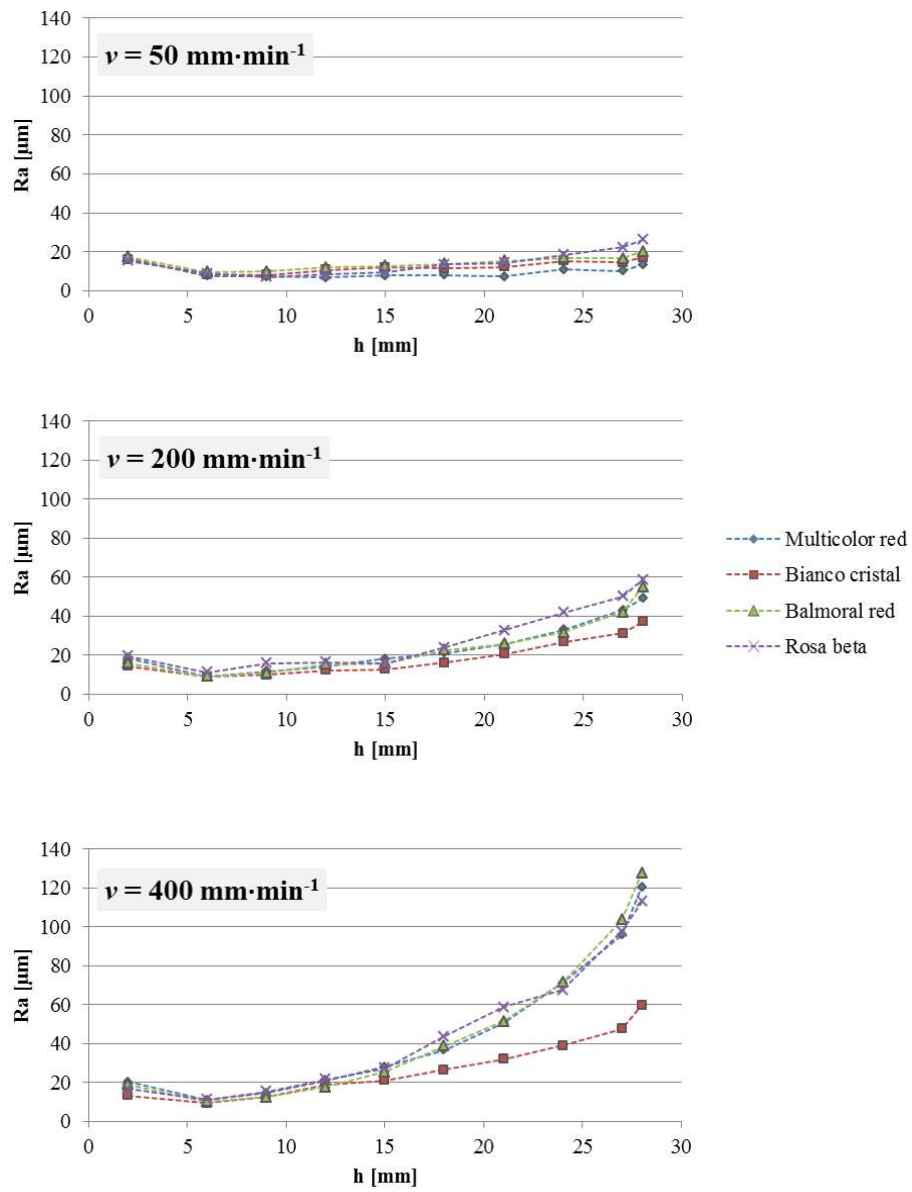 140
120
100
80
60
40
20
0
Ra [µm]
v = 50 mm·min⁻¹
0 5 10 15 20 25 30
h [mm]
140
120
100
80
60
40
20
0
Ra [µm]
v = 200 mm·min⁻¹
0 5 10 15 20 25 30
h [mm]
Multicolor red
Bianco cristal
Balmoral red
Rosa beta
140
120
100
80
60
40
20
0
Ra [µm]
v = 400 mm·min⁻¹
0 5 10 15 20 25 30
h [mm]